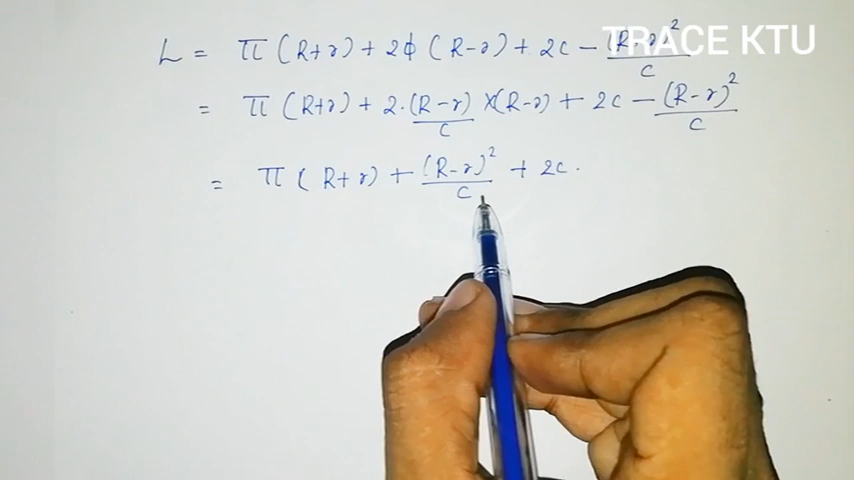 TRACE KTU
L = π (R+r) + 2φ (R-r) + 2c - (R-r)²/c
= π (R+r) + 2·(R-r)/c × (R-r) + 2c - (R-r)²/c
= π ( R+r) + (R-r)²/c + 2c.